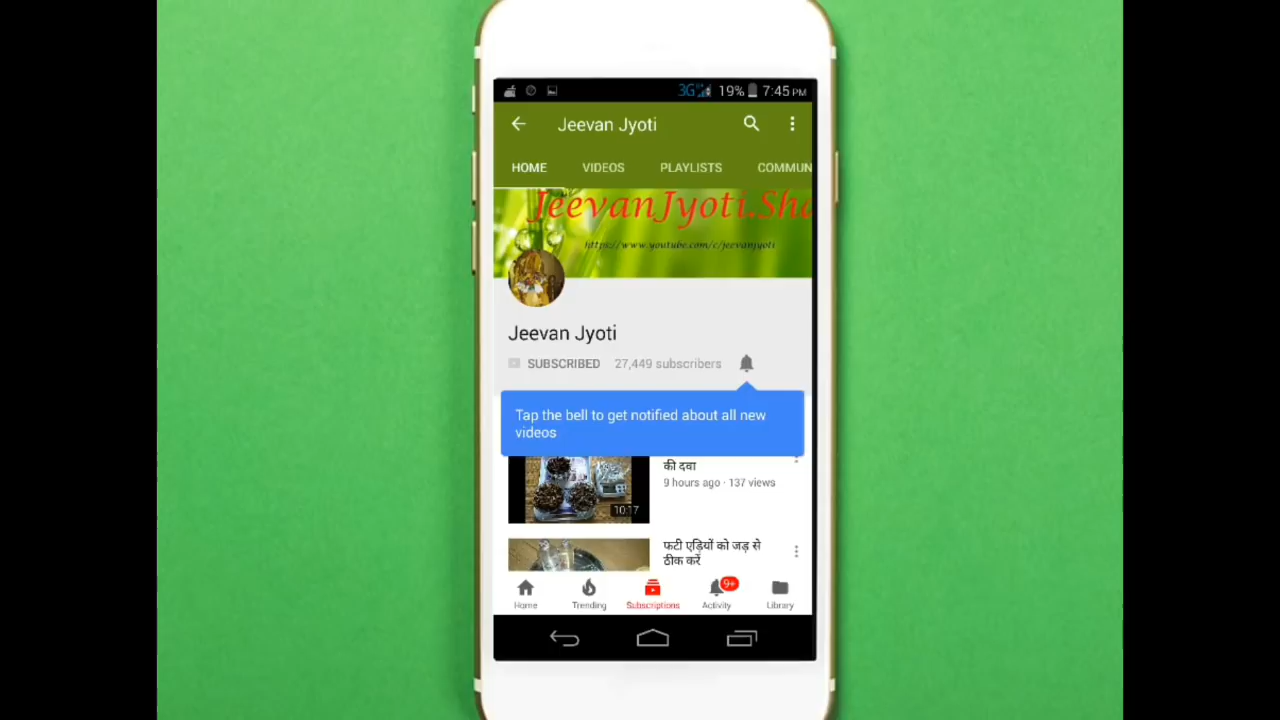 3G 19% 7:45 PM
Jeevan Jyoti
HOME VIDEOS PLAYLISTS COMMUN
JeevanJyoti.Sha
https://www.youtube.com/c/jeevanjyoti
Jeevan Jyoti
SUBSCRIBED 27,449 subscribers
Tap the bell to get notified about all new
videos
की दवा
9 hours ago · 137 views
10:17
फटी एड़ियों को जड़ से
ठीक करें
9+
Home Trending Subscriptions Activity Library